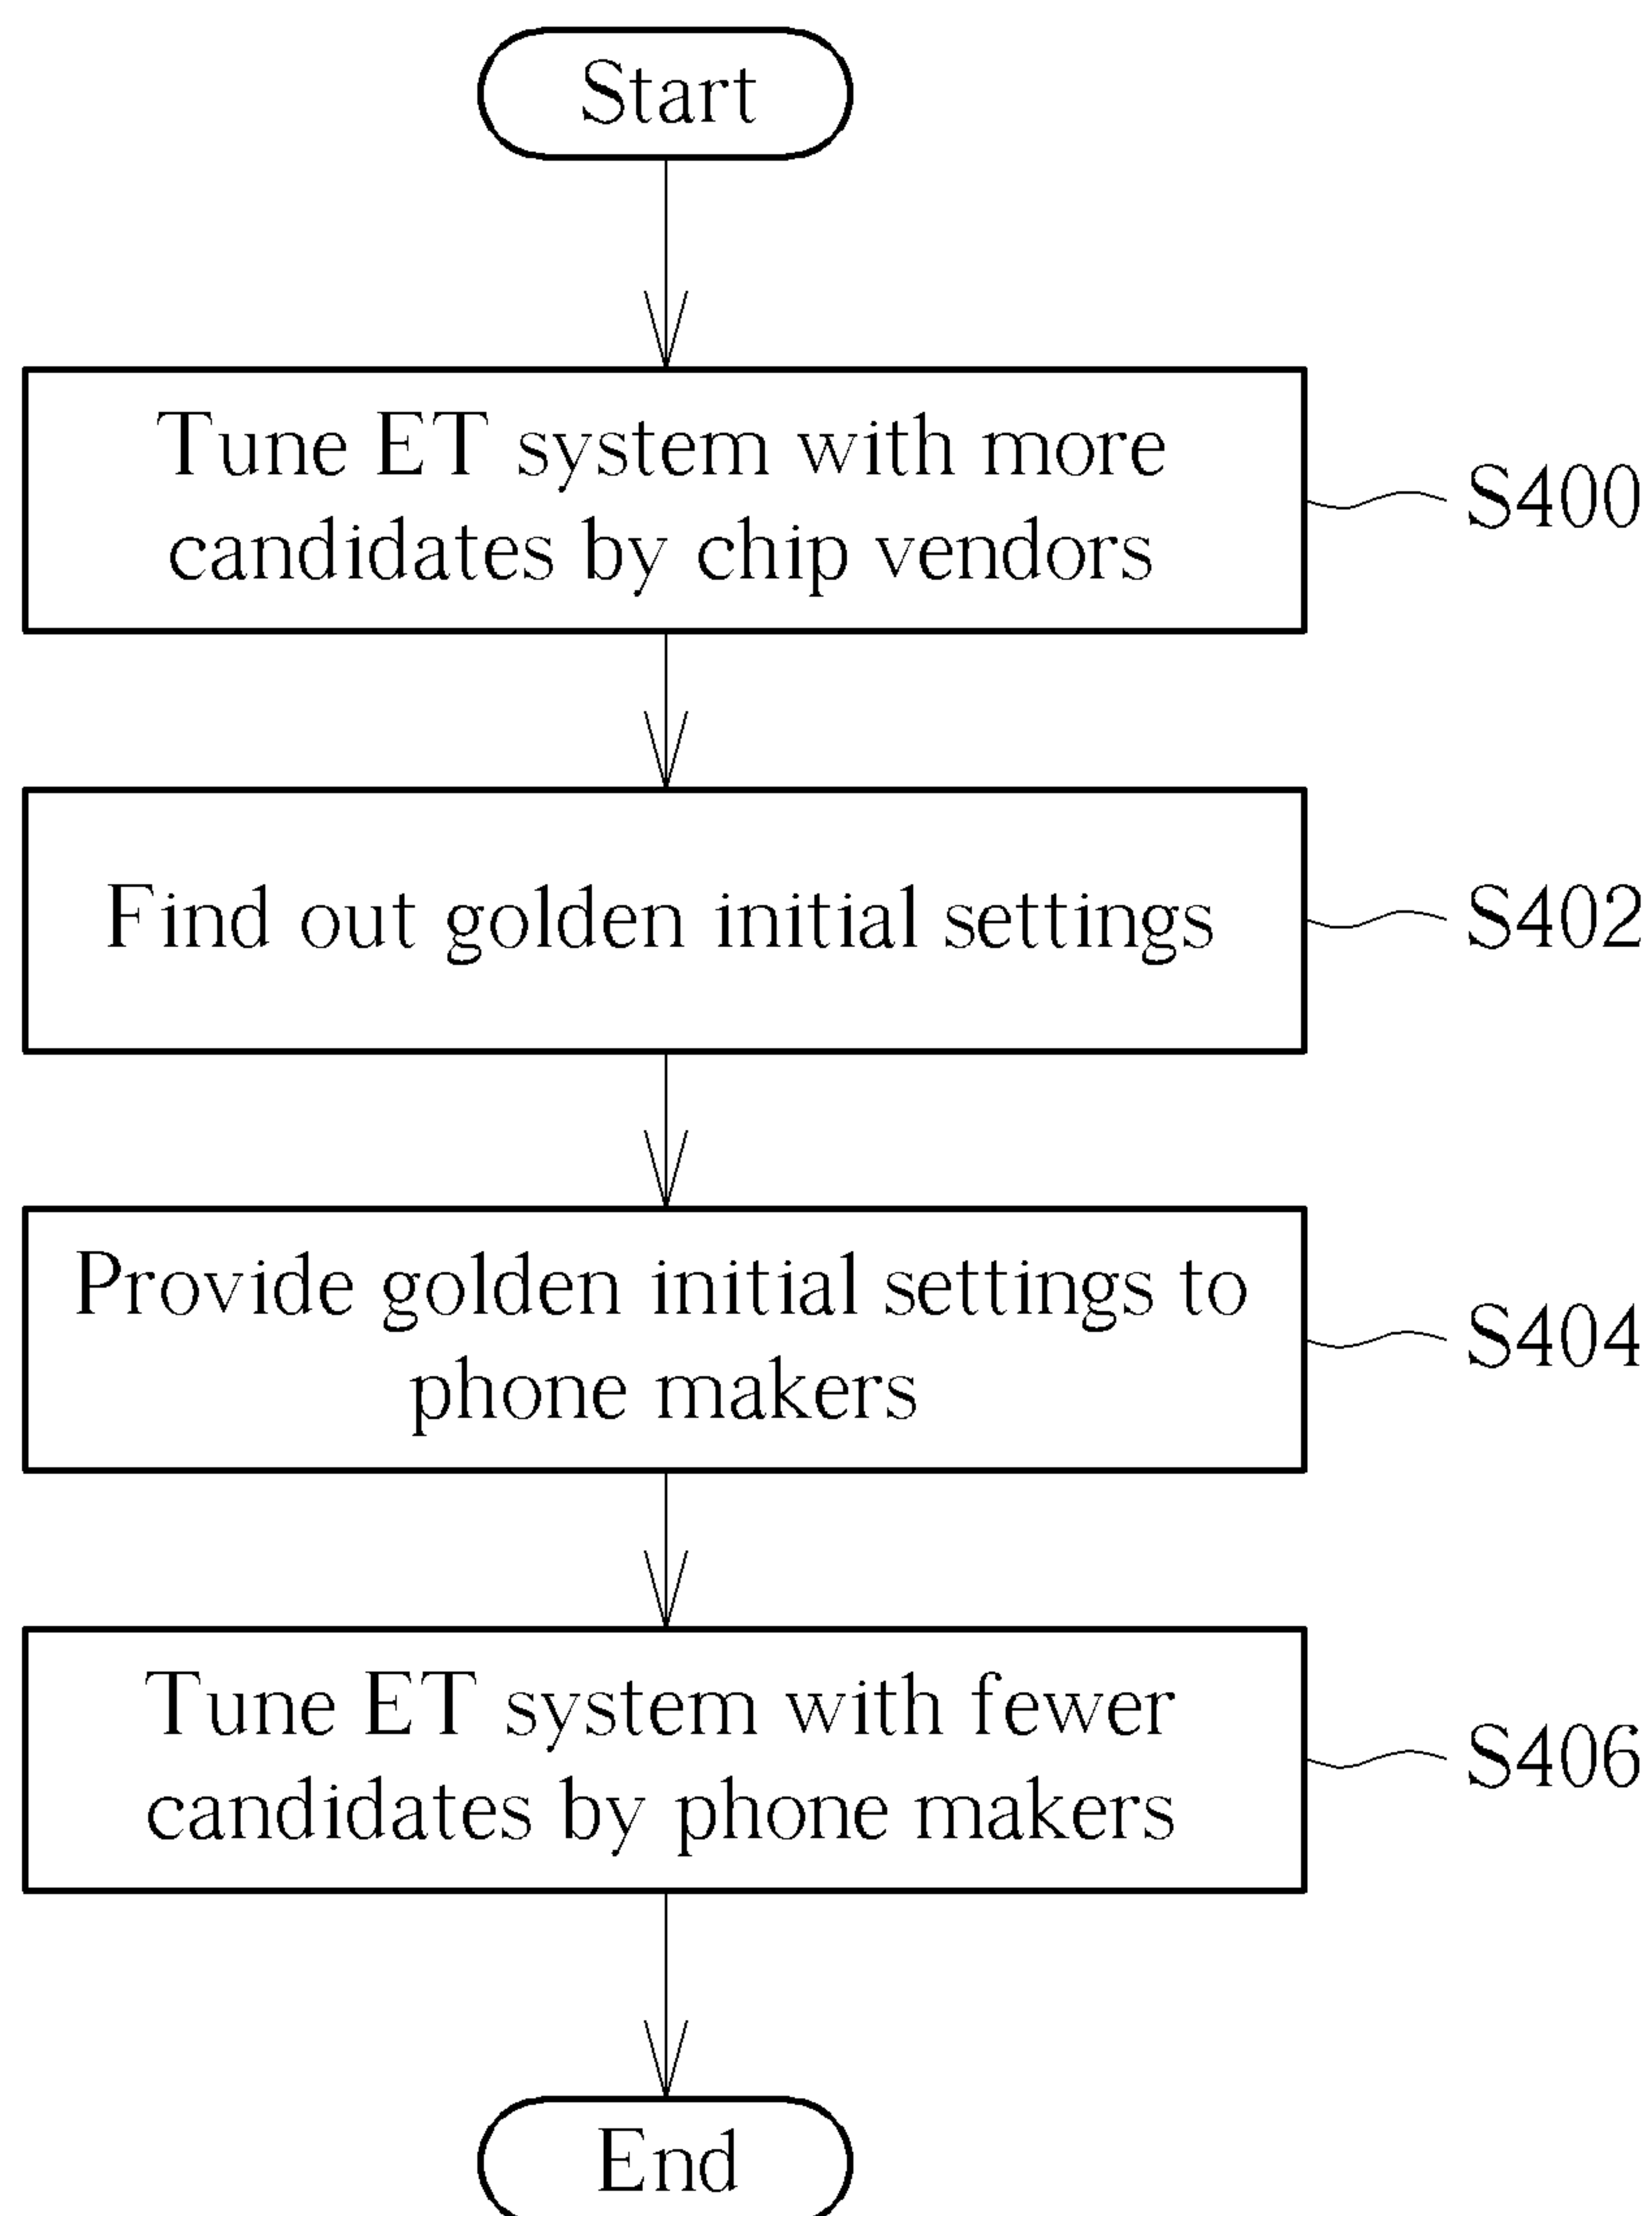 Start
Tune ET system with more
candidates by chip vendors
S400
Find out golden initial settings
S402
Provide golden initial settings to
phone makers
S404
Tune ET system with fewer
candidates by phone makers
S406
End